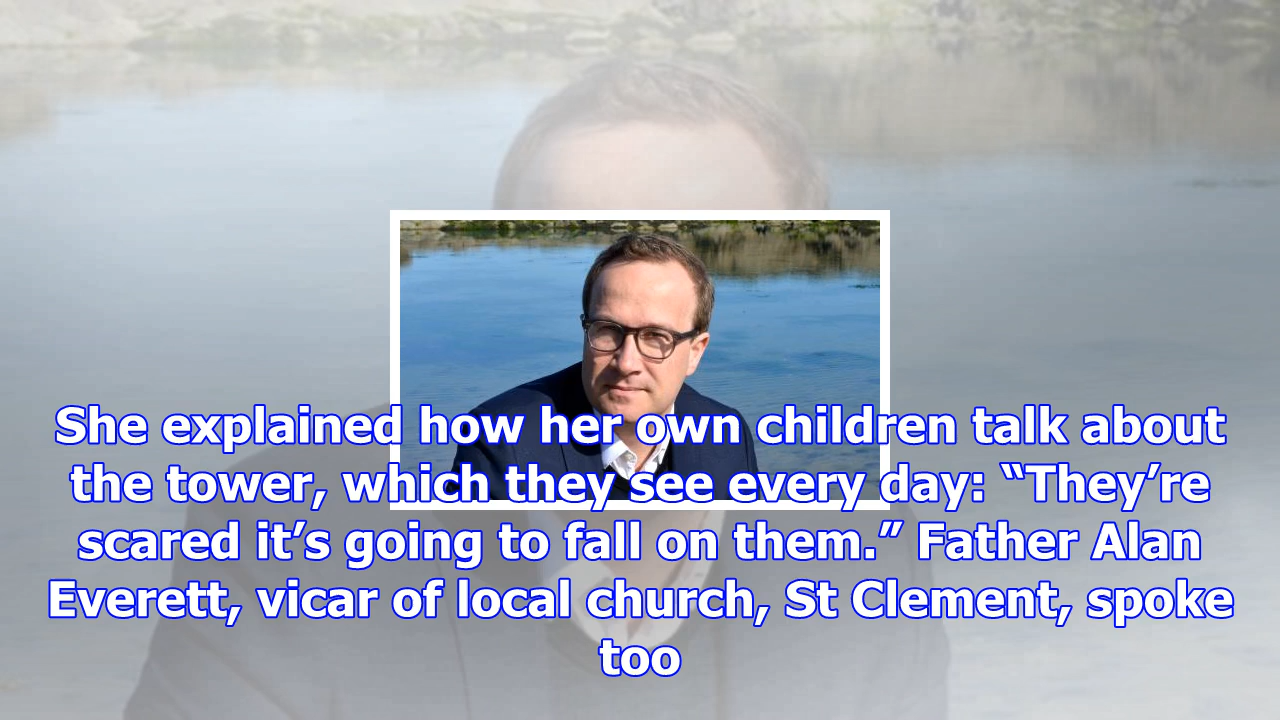 She explained how her own children talk about
the tower, which they see every day: “They’re
scared it’s going to fall on them.” Father Alan
Everett, vicar of local church, St Clement, spoke
too